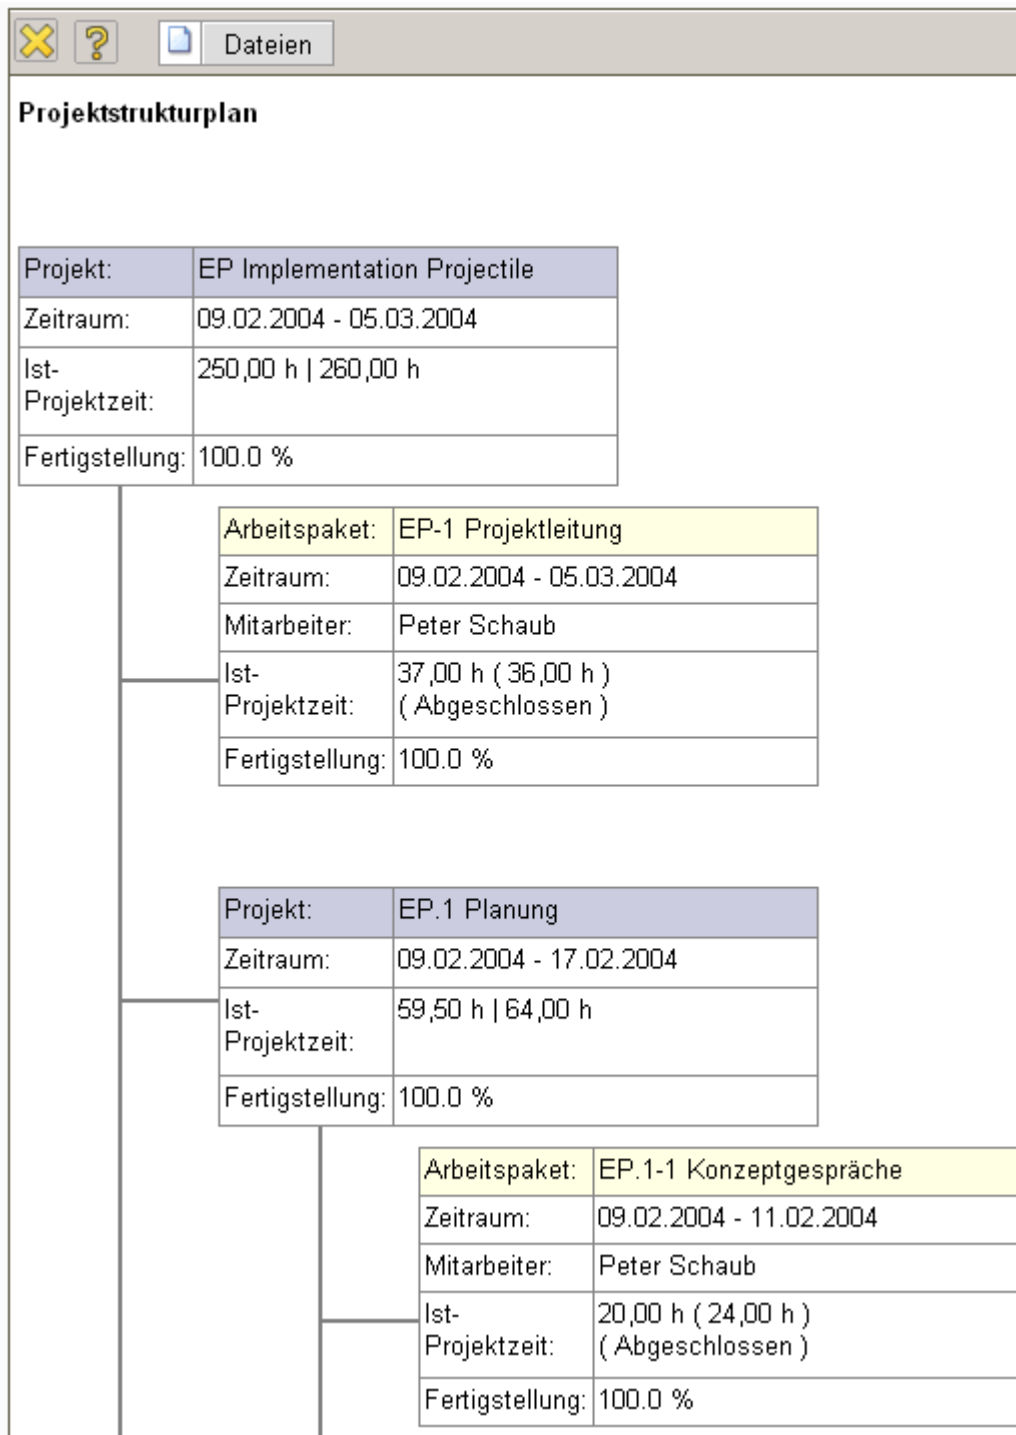 Dateien
Projektstrukturplan
Projekt: EP Implementation Projectile
Zeitraum: 09.02.2004 - 05.03.2004
Ist- 250,00 h | 260,00 h
Projektzeit:
Fertigstellung: 100.0 %
Arbeitspaket: EP-1 Projektleitung
Zeitraum: 09.02.2004 - 05.03.2004
Mitarbeiter: Peter Schaub
Ist- 37,00 h ( 36,00 h )
Projektzeit: ( Abgeschlossen )
Fertigstellung: 100.0 %
Projekt: EP.1 Planung
Zeitraum: 09.02.2004 - 17.02.2004
Ist- 59,50 h | 64,00 h
Projektzeit:
Fertigstellung: 100.0 %
Arbeitspaket: EP.1-1 Konzeptgespräche
Zeitraum: 09.02.2004 - 11.02.2004
Mitarbeiter: Peter Schaub
Ist- 20,00 h ( 24,00 h )
Projektzeit: ( Abgeschlossen )
Fertigstellung: 100.0 %